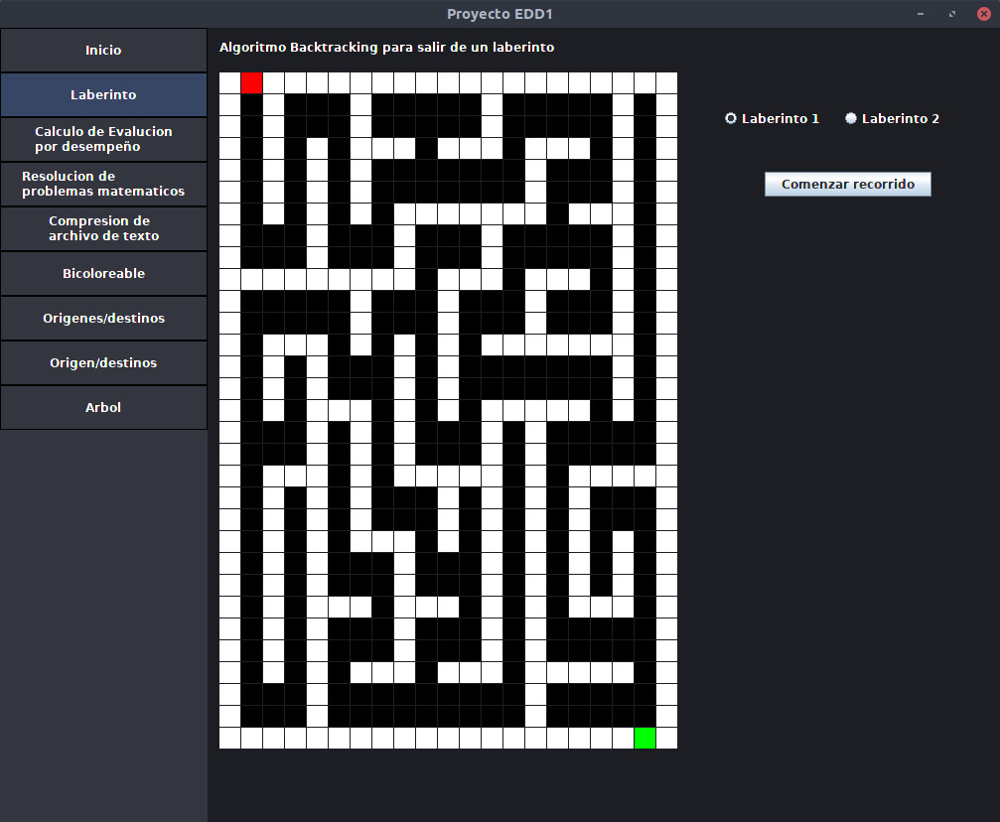 Proyecto EDD1
Inicio
Laberinto
Calculo de Evalucion
por desempeño
Resolucion de
problemas matematicos
Compresion de
archivo de texto
Bicoloreable
Origenes/destinos
Origen/destinos
Arbol
Algoritmo Backtracking para salir de un laberinto
Laberinto 1 Laberinto 2
Comenzar recorrido